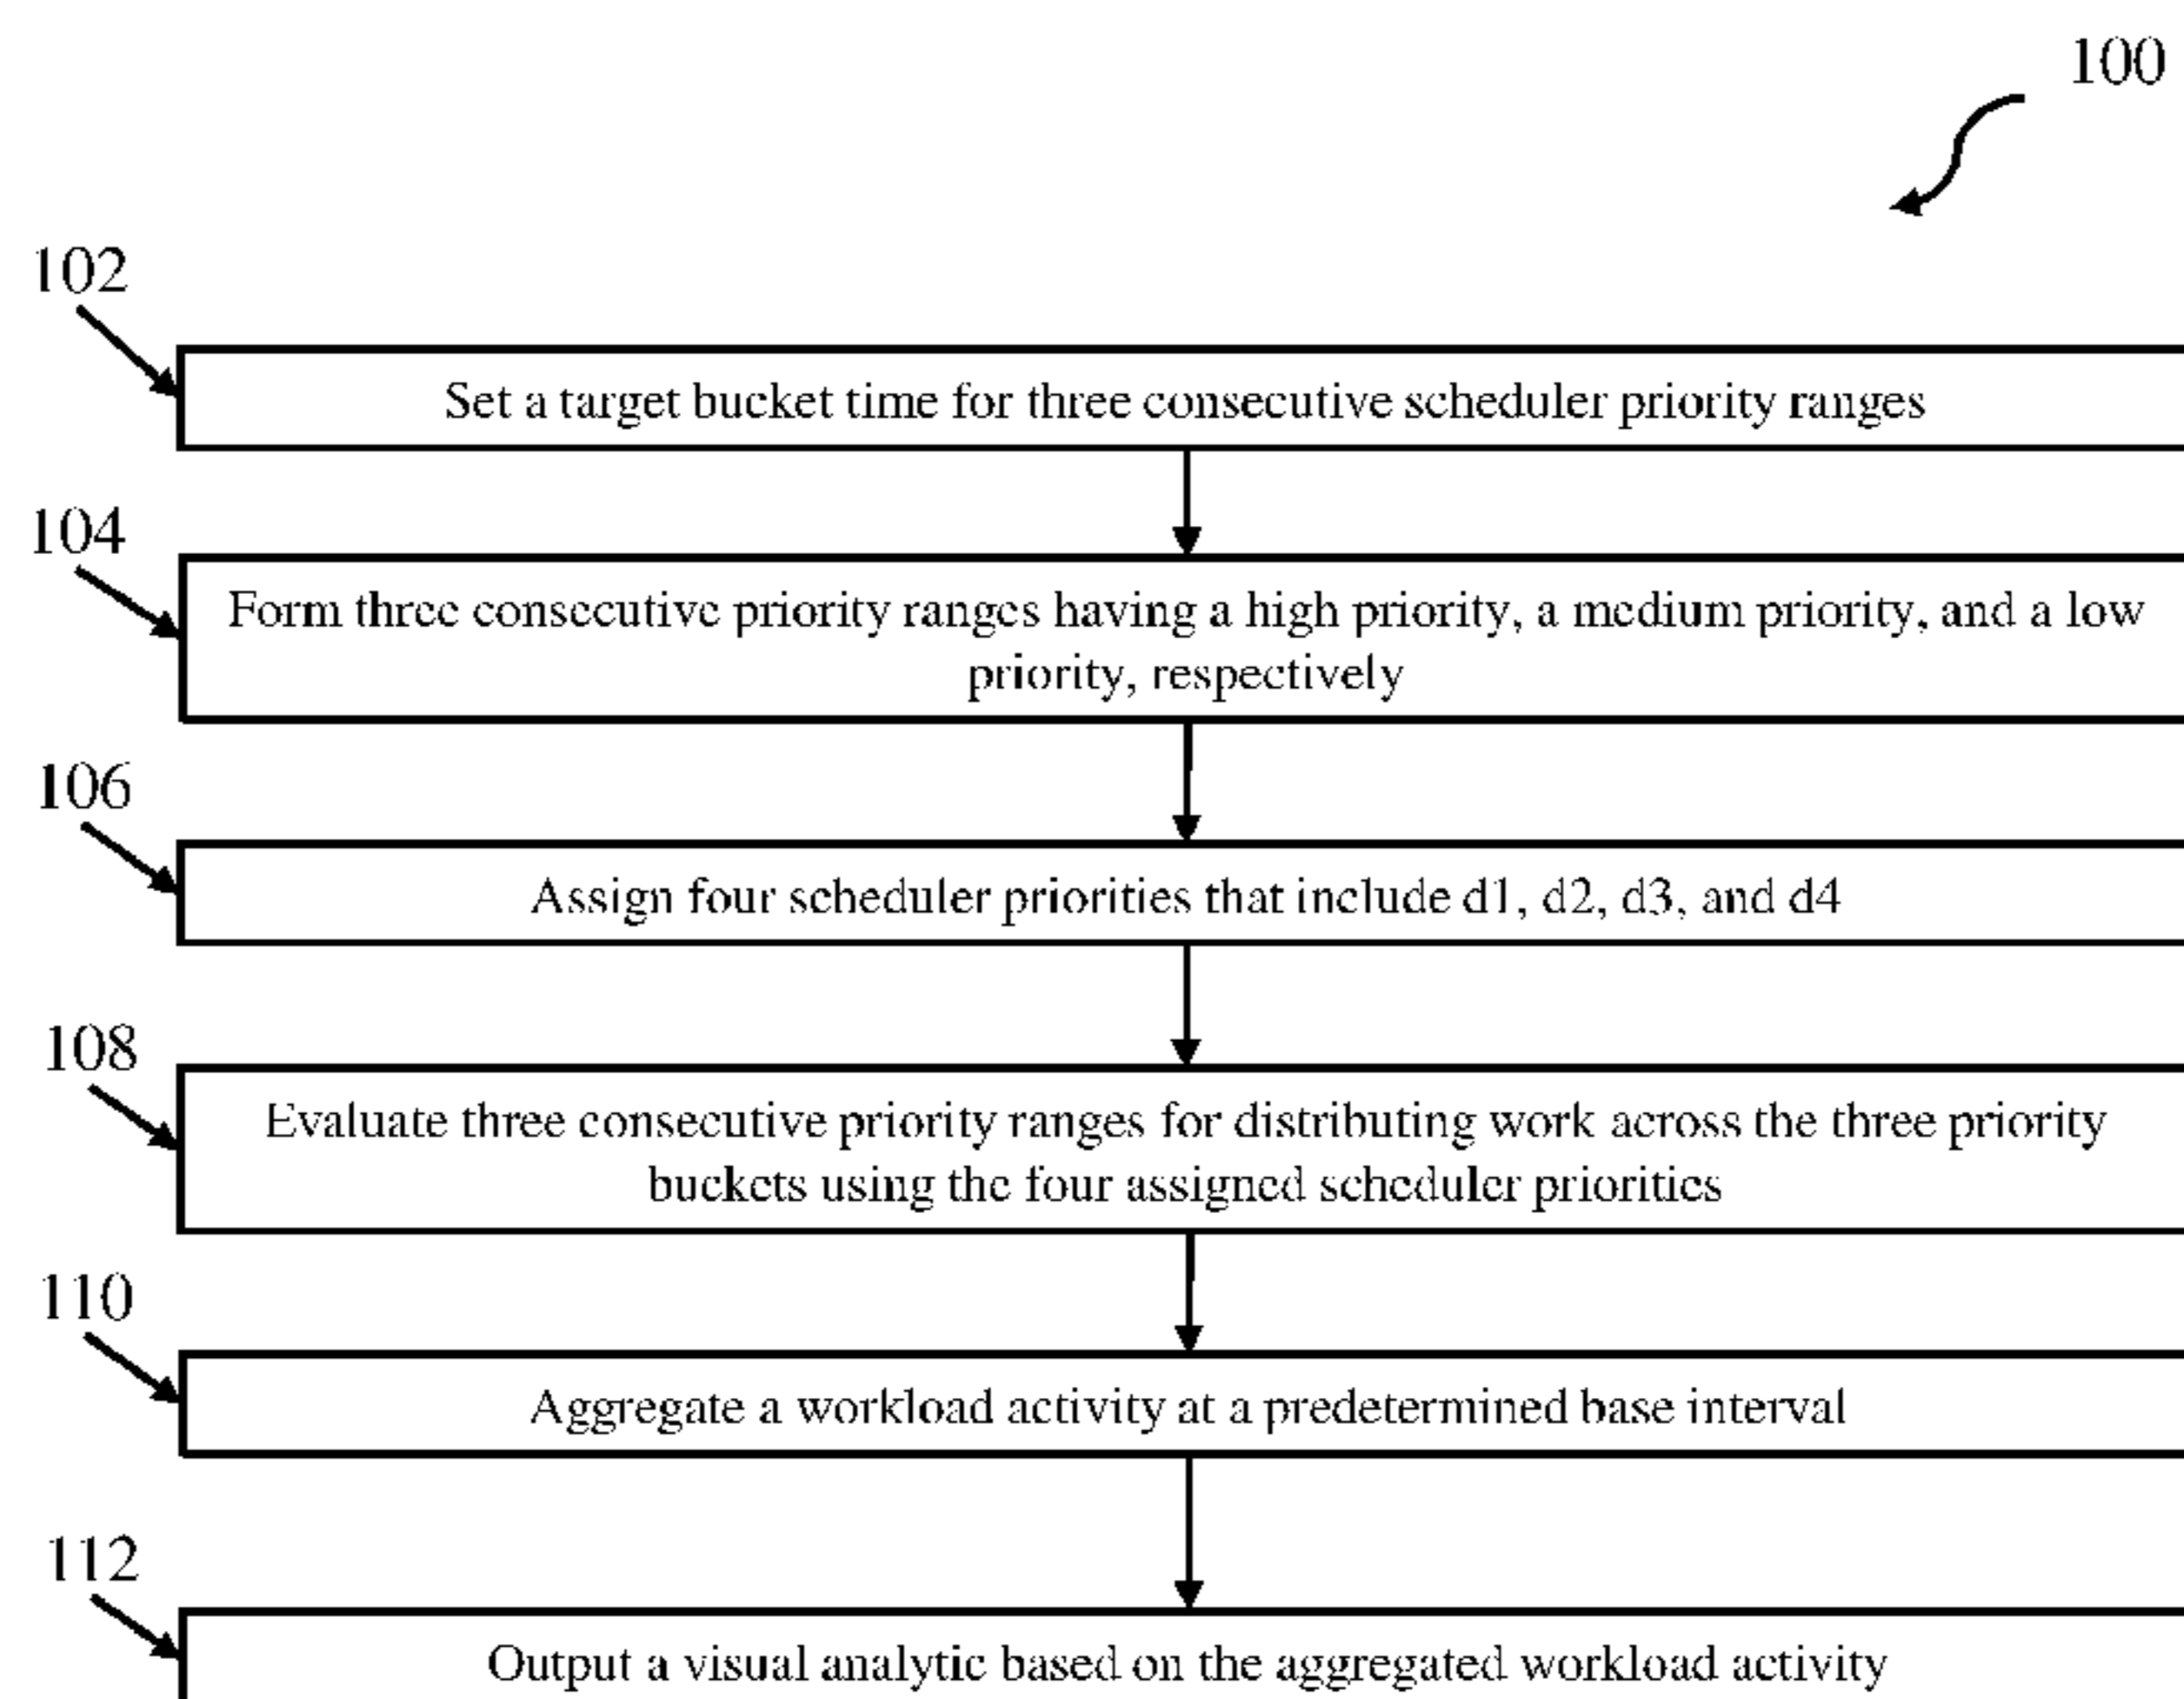 100
102
Set a target bucket time for three consecutive scheduler priority ranges
104
Form three consecutive priority ranges having a high priority, a medium priority, and a low
priority, respectively
106
Assign four scheduler priorities that include d1, d2, d3, and d4
108
Evaluate three consecutive priority ranges for distributing work across the three priority
buckets using the four assigned scheduler priorities
110
Aggregate a workload activity at a predetermined base interval
112
Output a visual analytic based on the aggregated workload activity